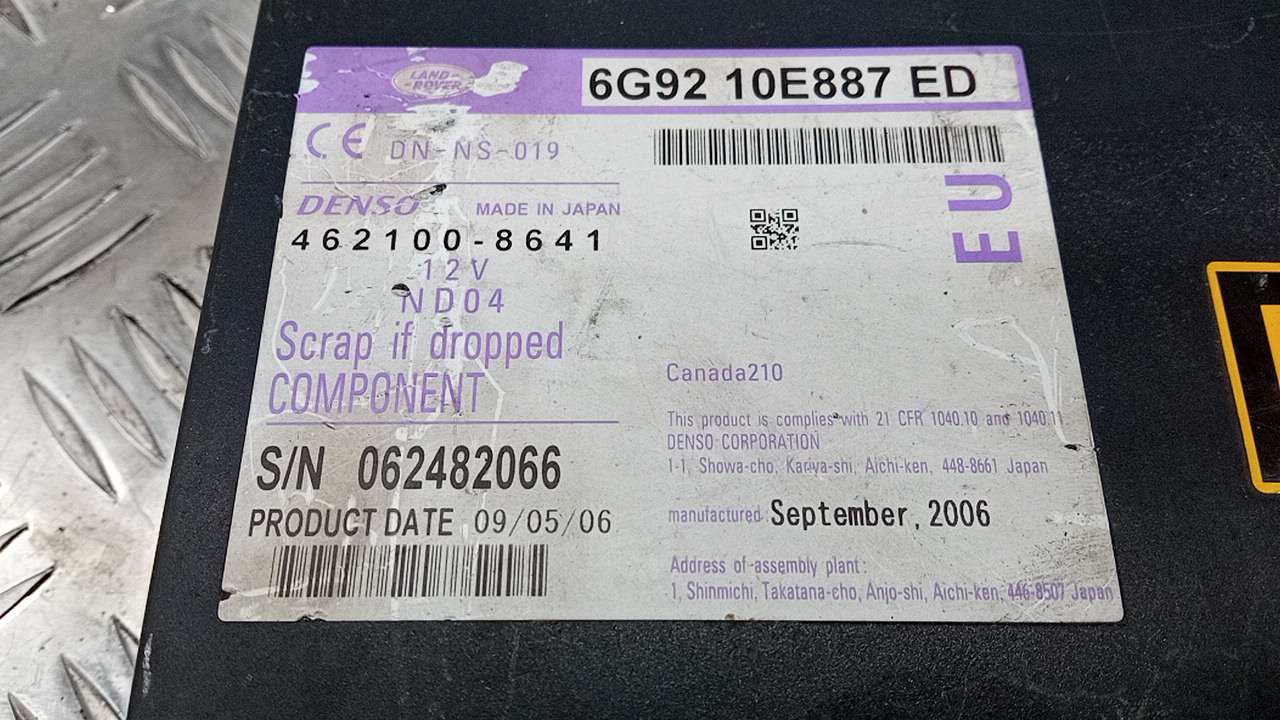 LAND-
ROVER
6G92 10E887 ED
CE DN-NS-019
DENSO MADE IN JAPAN
462100-8641
12V
ND04
Scrap if dropped
COMPONENT
S/N 062482066
PRODUCT DATE 09/05/06
EU
Canada210
This product is complies with 21 CFR 1040.10 and 1040.11
DENSO CORPORATION
1-1, Showa-cho, Kariya-shi, Aichi-ken, 448-8661 Japan
manufactured: September, 2006
Address of assembly plant:
1, Shinmichi, Takatana-cho, Anjo-shi, Aichi-ken, 446-8507 Japan